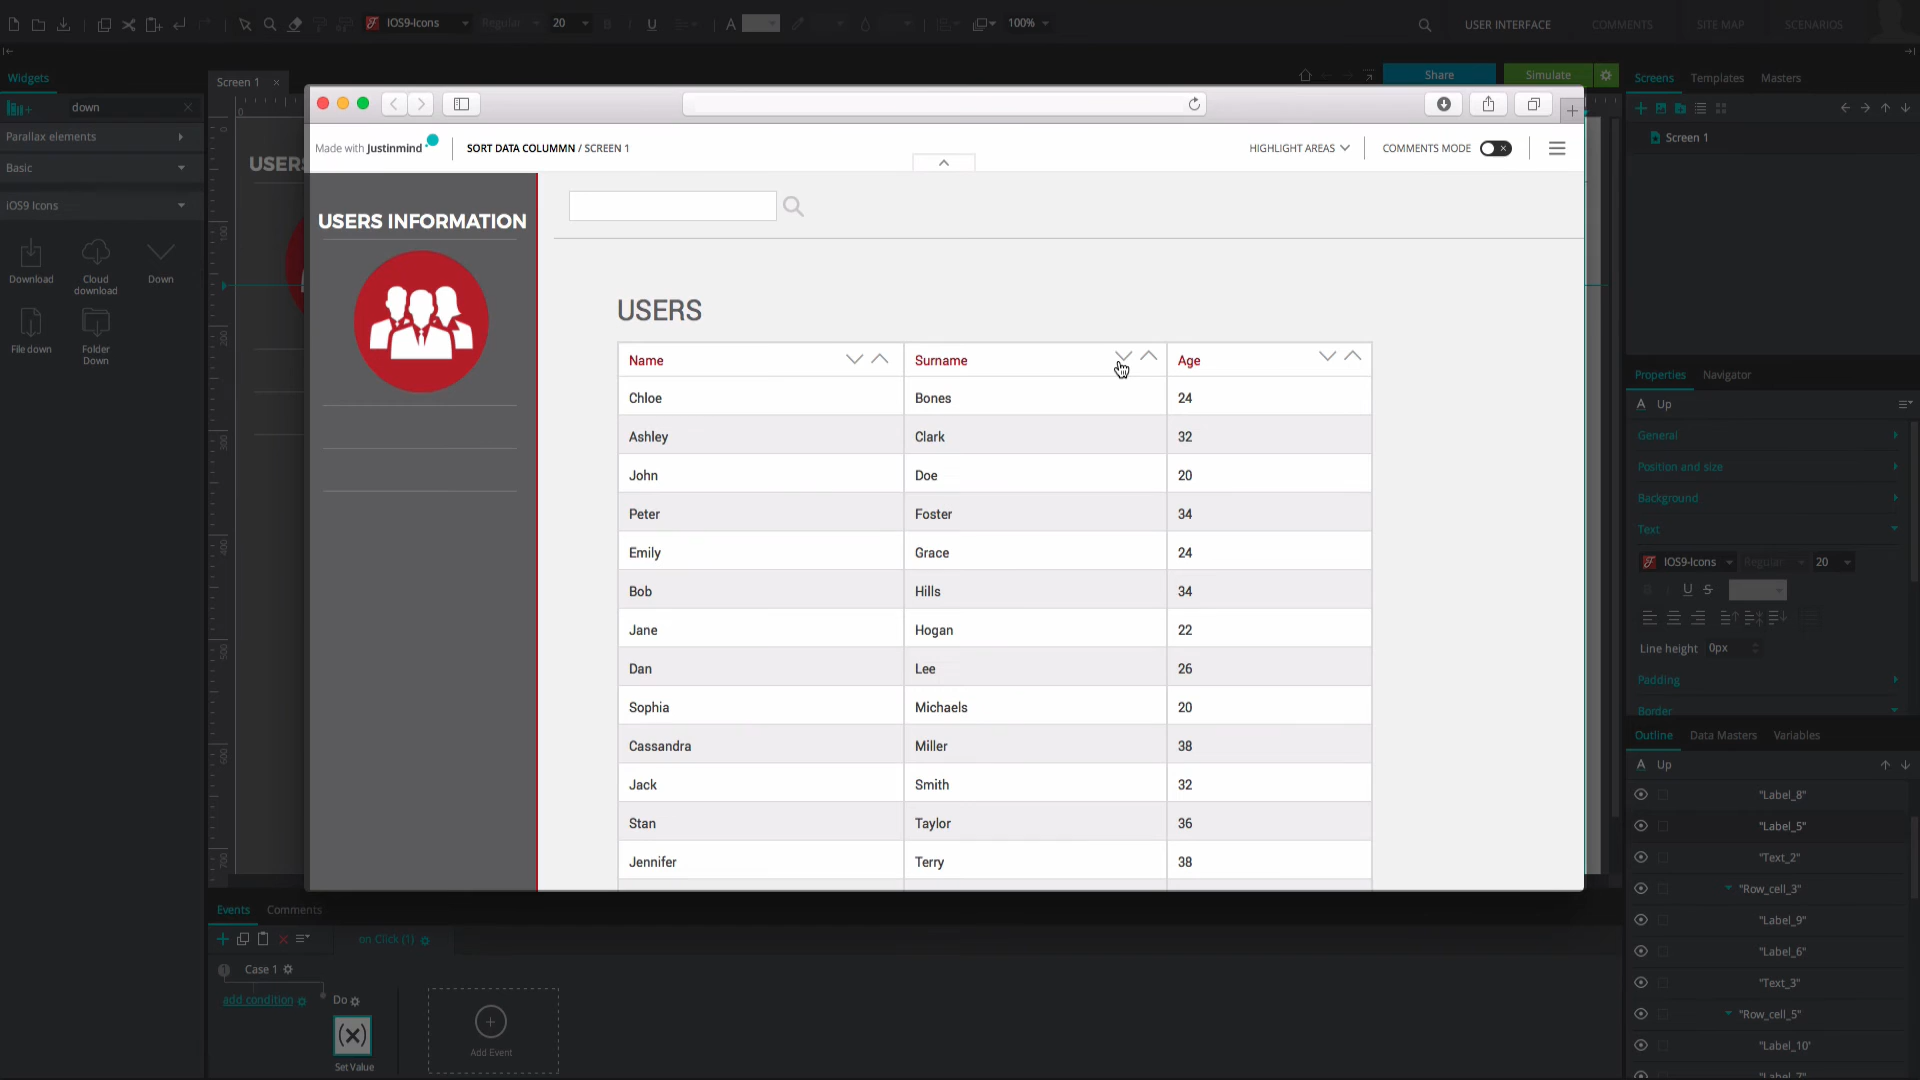 IOS9-Icons Regular 20 B U A 100% USER INTERFACE COMMENTS SITE MAP SCENARIOS
Widgets
Screen 1
Share
Simulate
Screens Templates Masters
down
Parallax elements
Basic
iOS9 Icons
Download
Cloud download
Down
File down
Folder Down
Made with Justinmind
SORT DATA COLUMMN / SCREEN 1
HIGHLIGHT AREAS
COMMENTS MODE
USERS INFORMATION
USERS
Name Surname Age
Chloe Bones 24
Ashley Clark 32
John Doe 20
Peter Foster 34
Emily Grace 24
Bob Hills 34
Jane Hogan 22
Dan Lee 26
Sophia Michaels 20
Cassandra Miller 38
Jack Smith 32
Stan Taylor 36
Jennifer Terry 38
Screen 1
Properties Navigator
A Up
General
Position and size
Background
Text
IOS9-Icons Regular 20
B U S
Line height 0px
Padding
Border
Outline Data Masters Variables
A Up
"Label_8"
"Label_5"
"Text_2"
"Row_cell_3"
"Label_9"
"Label_6"
"Text_3"
"Row_cell_5"
"Label_10"
"Label_7"
Events Comments
on Click (1)
Case 1
add condition
Do
(X)
Set Value
Add Event